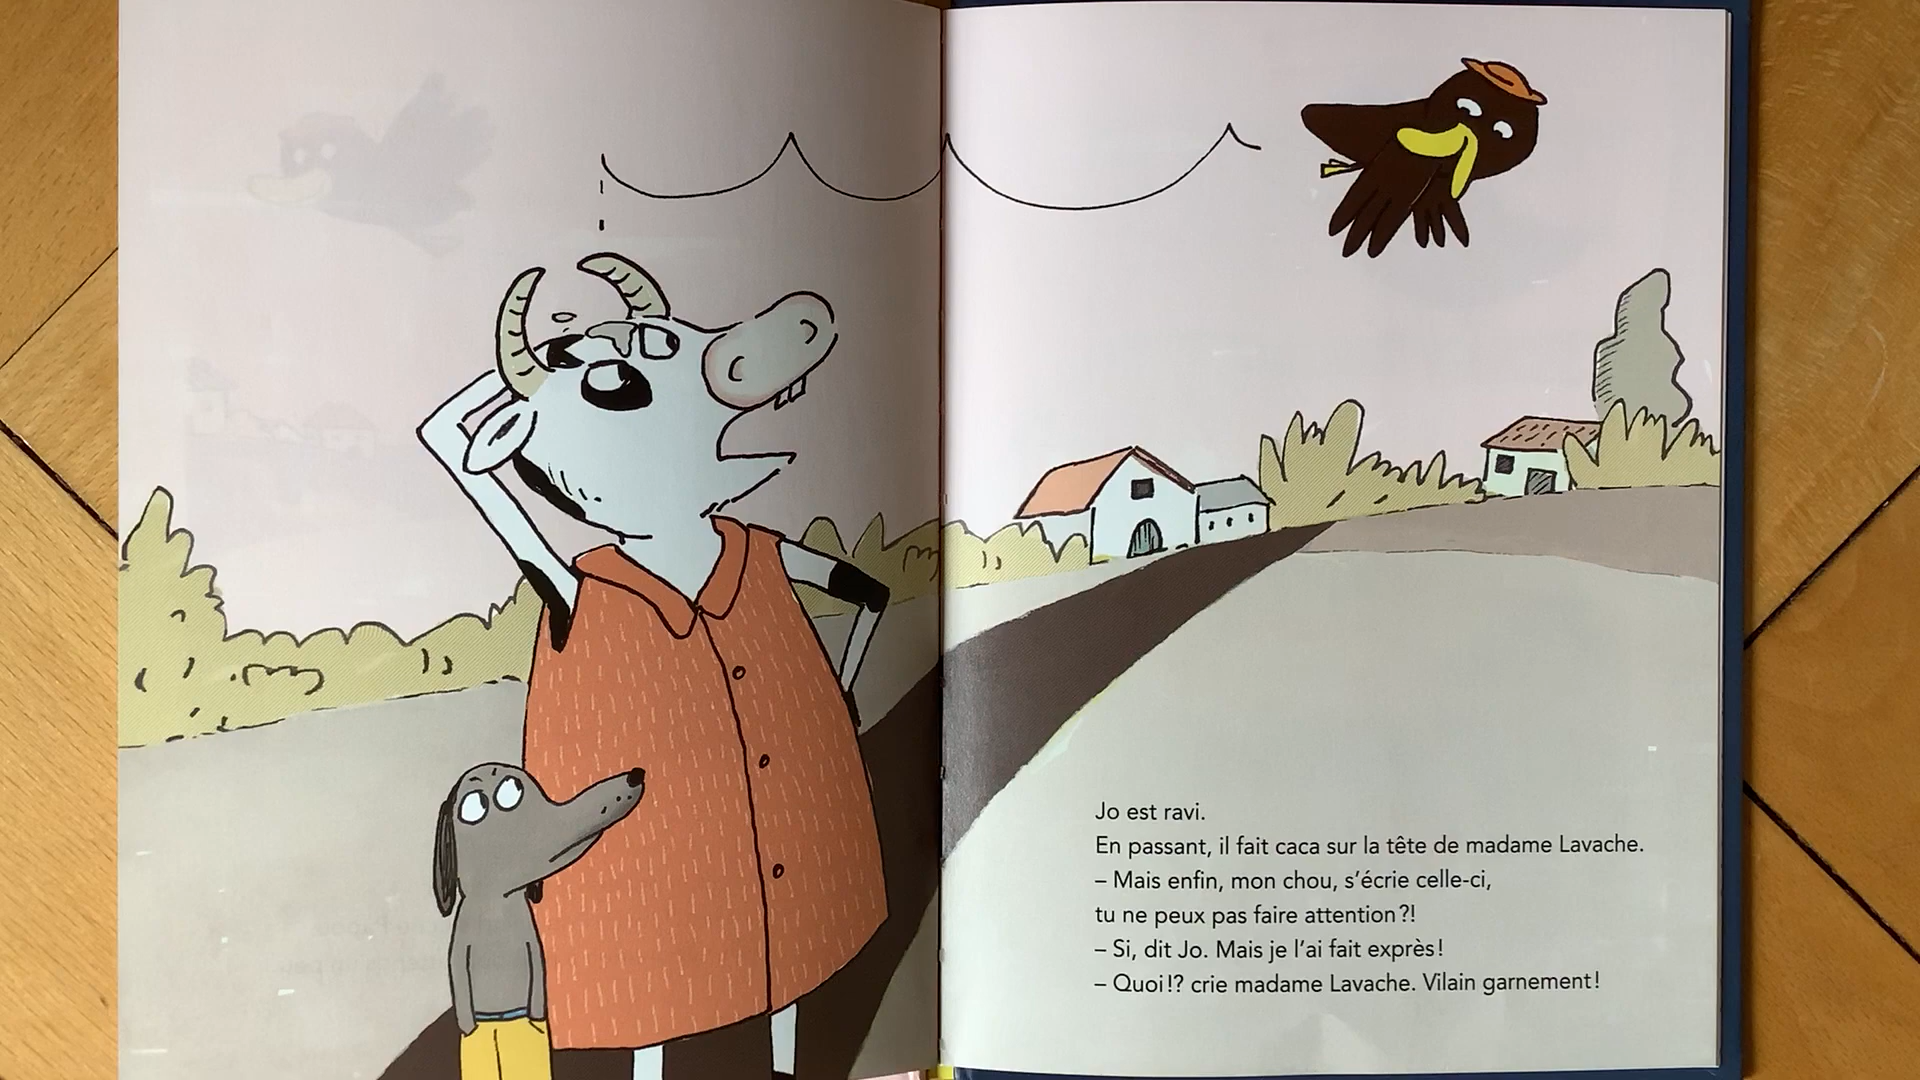 Jo est ravi.
En passant, il fait caca sur la tête de madame Lavache.
– Mais enfin, mon chou, s'écrie celle-ci,
tu ne peux pas faire attention ?!
– Si, dit Jo. Mais je l'ai fait exprès !
– Quoi !? crie madame Lavache. Vilain garnement !